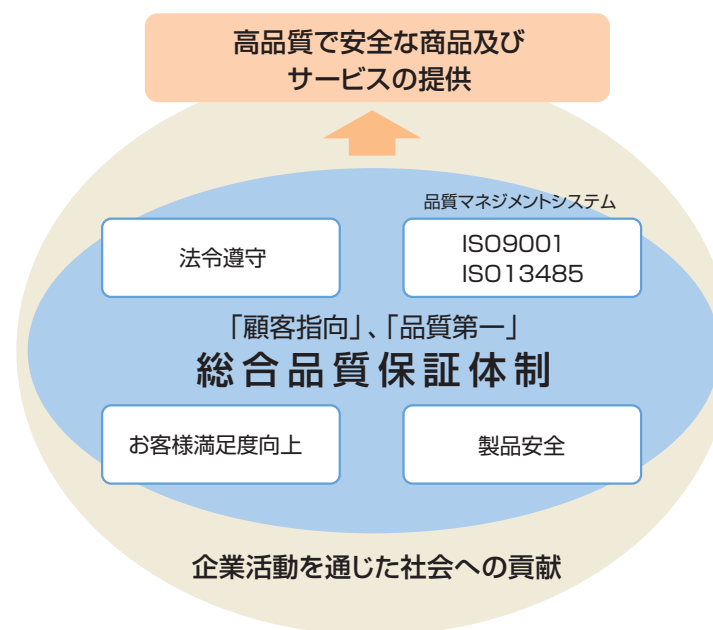 高品質で安全な商品及び
サービスの提供
品質マネジメントシステム
法令遵守
ISO9001
ISO13485
「顧客指向」、「品質第一」
総合品質保証体制
お客様満足度向上
製品安全
企業活動を通じた社会への貢献